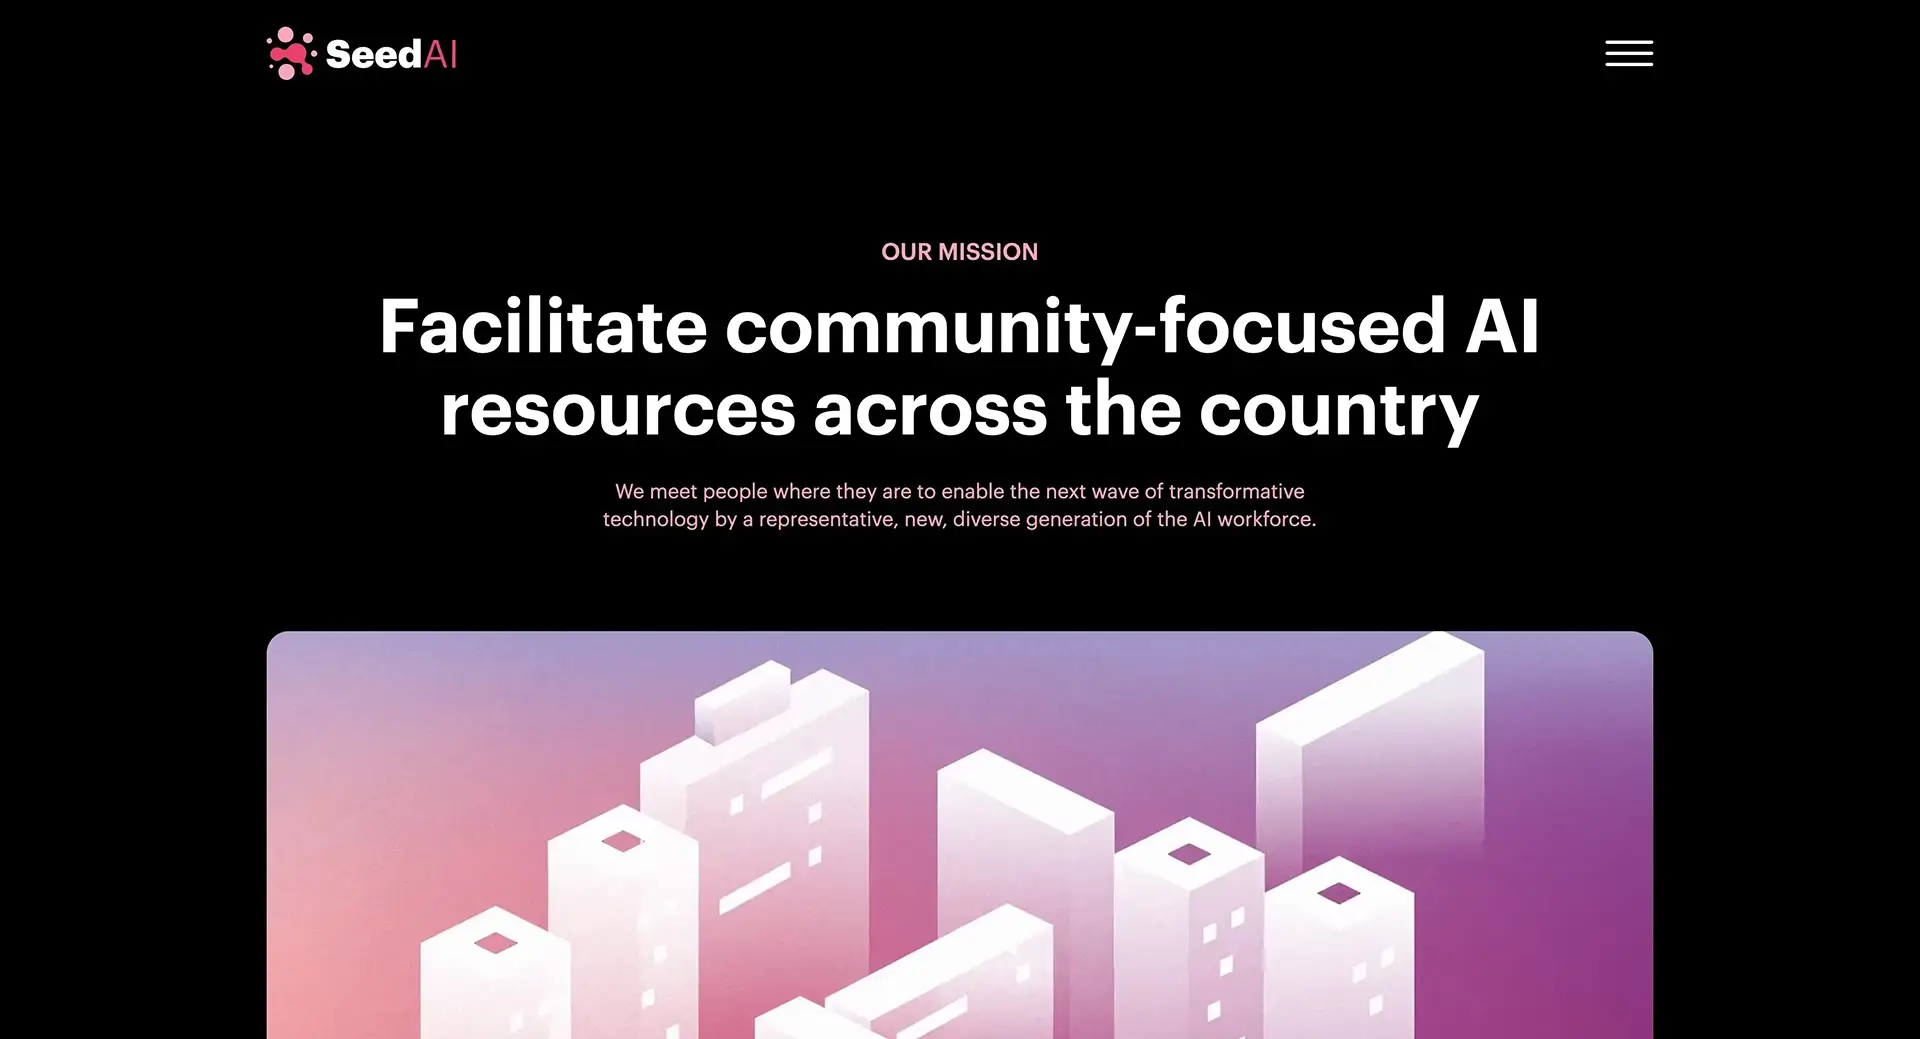 SeedAI
OUR MISSION
Facilitate community-focused AI
resources across the country
We meet people where they are to enable the next wave of transformative
technology by a representative, new, diverse generation of the AI workforce.